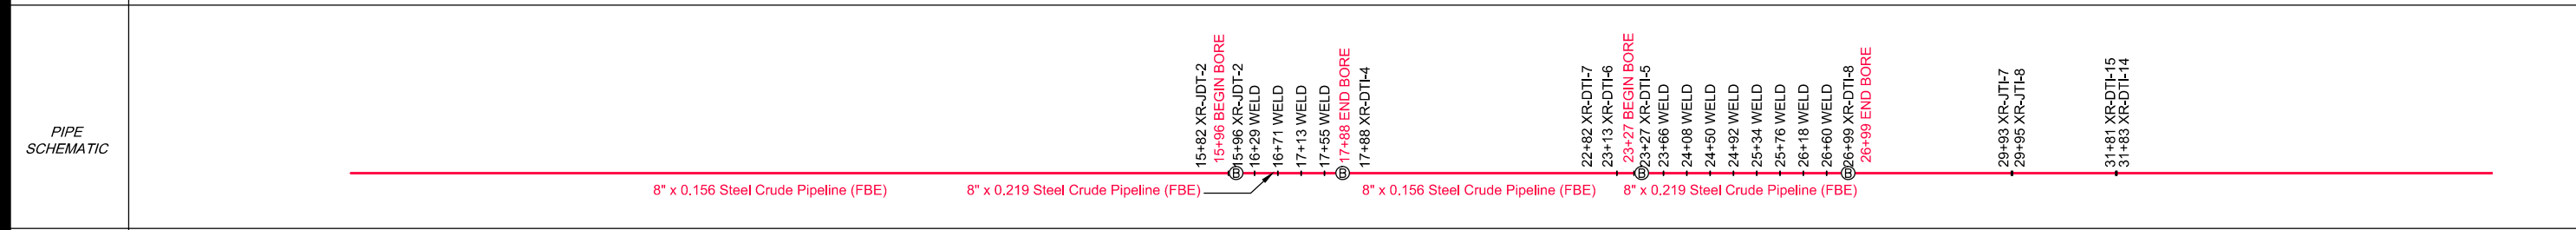 PIPE
SCHEMATIC
15+82 XR-JDT-2
15+96 BEGIN BORE
15+96 XR-JDT-2
16+29 WELD
16+71 WELD
17+13 WELD
17+55 WELD
17+88 END BORE
17+88 XR-DTI-4
22+82 XR-DTI-7
23+13 XR-DTI-6
23+27 BEGIN BORE
23+27 XR-DTI-5
23+66 WELD
24+08 WELD
24+50 WELD
24+92 WELD
25+34 WELD
25+76 WELD
26+18 WELD
26+60 WELD
26+99 XR-DTI-8
26+99 END BORE
29+93 XR-JTI-7
29+95 XR-JTI-8
31+81 XR-DTI-15
31+83 XR-DTI-14
B
B
B
B
8" x 0.156 Steel Crude Pipeline (FBE)
8" x 0.219 Steel Crude Pipeline (FBE)
8" x 0.156 Steel Crude Pipeline (FBE)
8" x 0.219 Steel Crude Pipeline (FBE)